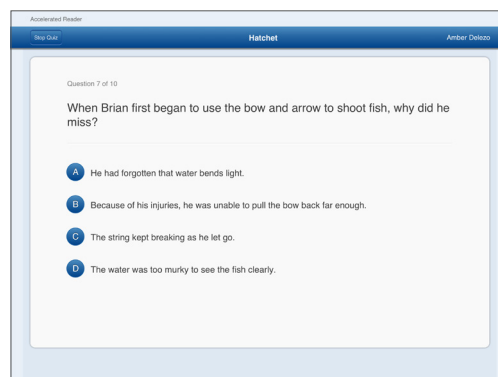 Accelerated Reader
Stop Quiz Hatchet Amber Delezo
Question 7 of 10
When Brian first began to use the bow and arrow to shoot fish, why did he
miss?
A He had forgotten that water bends light.
B Because of his injuries, he was unable to pull the bow back far enough.
C The string kept breaking as he let go.
D The water was too murky to see the fish clearly.